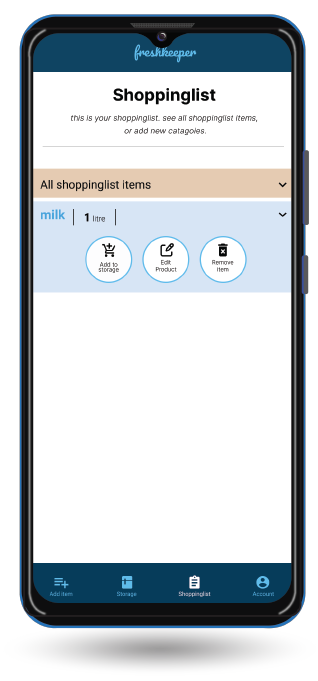 freshkeeper
Shoppinglist
this is your shoppinglist. see all shoppinglist items,
or add new catagoies.
All shoppinglist items
milk 1 litre
Add to
storage
Edit
Product
Remove
item
Add item Storage Shoppinglist Account